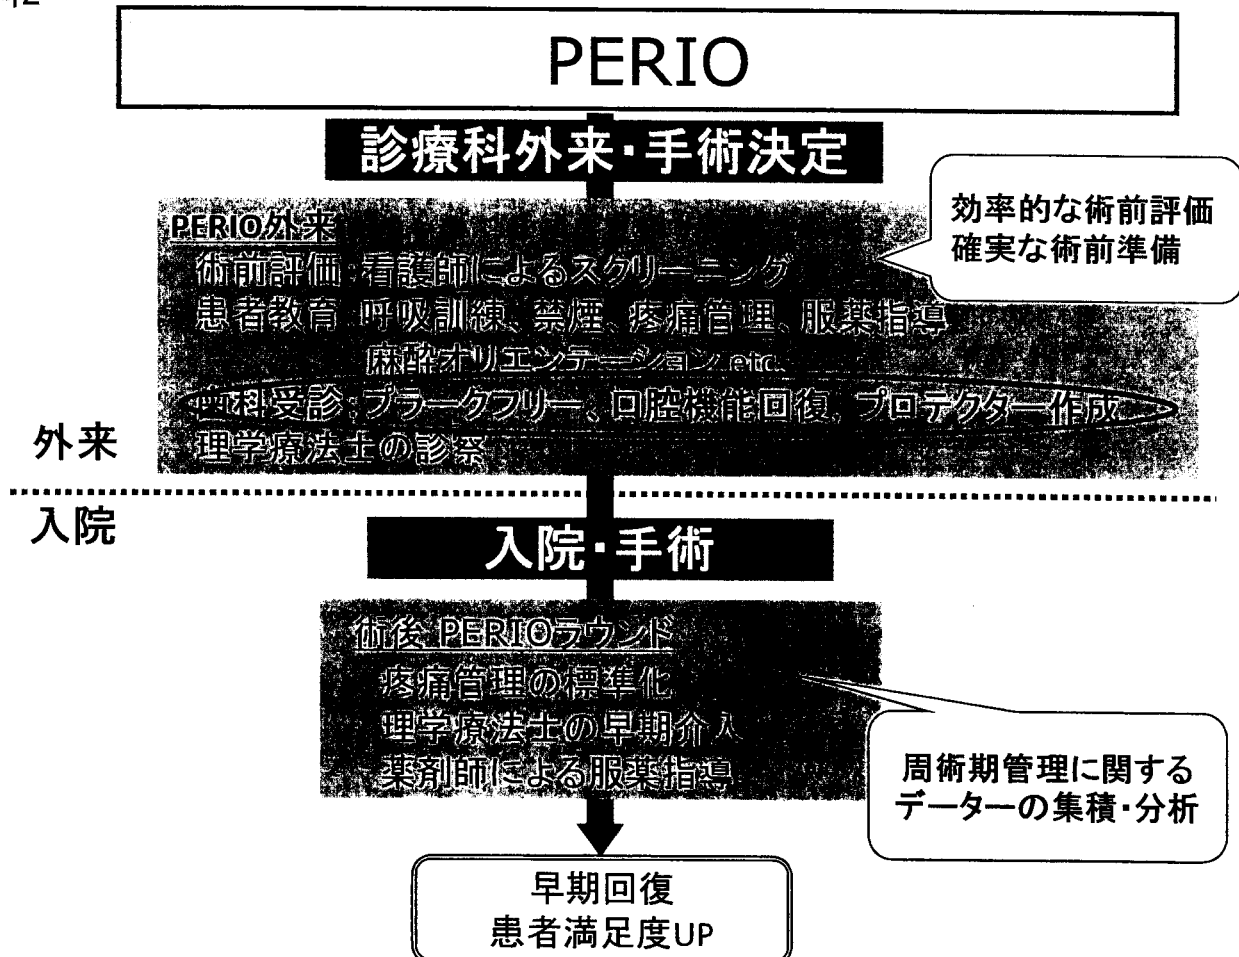 PERIO
診療科外来・手術決定
効率的な術前評価
確実な術前準備
PERIO外来
術前評価:看護師によるスクリーニング
患者教育:呼吸訓練、禁煙、疼痛管理、服薬指導
麻酔オリエンテーション etc.
歯科受診:プラークフリー、口腔機能回復、プロテクター作成
理学療法士の診察
外来
入院
入院・手術
術後 PERIOラウンド
疼痛管理の標準化
理学療法士の早期介入
薬剤師による服薬指導
周術期管理に関する
データーの集積・分析
早期回復
患者満足度UP